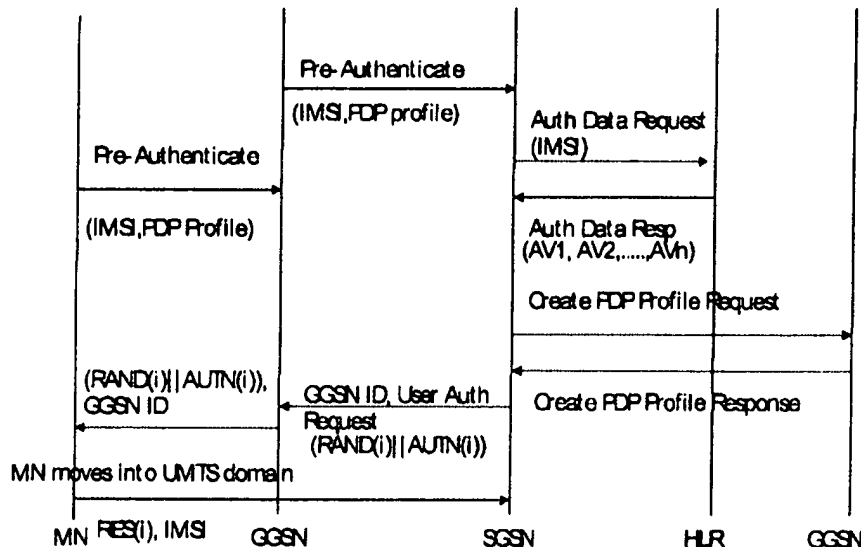 Pre-Authenticate
(IMSI,PDP profile)
Auth Data Request
(IMSI)
Pre-Authenticate
(IMSI,PDP Profile)
Auth Data Resp
(AV1, AV2,.....,AVn)
Create PDP Profile Request
(RAND(i)||AUTN(i)),
GGSN ID
GGSN ID, User Auth
Request
(RAND(i)||AUTN(i))
Create PDP Profile Response
MN moves into UMTS domain
RES(i), IMSI
MN
GGSN
SGSN
HLR
GGSN